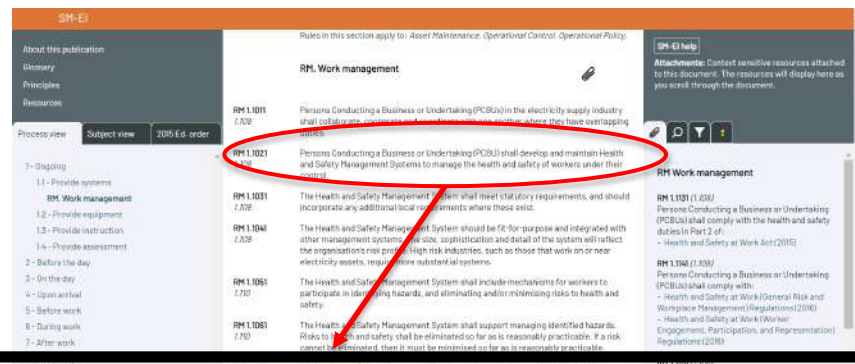 SM-EI
About this publication
Glossary
Principles
Resources
Process view
Subject view
2015 Ed. order
1- Ongoing
1.1 - Provide systems
RM. Work management
1.2 - Provide equipment
1.3 - Provide instruction
1.4 - Provide assessment
2 - Before the day
3 - On the day
4 - Upon arrival
5 - Before work
6 - During work
7 - After work
Rules in this section apply to: Asset Maintenance. Operational Control. Operational Policy.
RM. Work management
RM 1.1011
1.708
Persons Conducting a Business or Undertaking (PCBUs) in the electricity supply industry
shall collaborate, cooperate and coordinate with one another where they have overlapping
duties.
RM 1.1021
1.708
Persons Conducting a Business or Undertaking (PCBU) shall develop and maintain Health
and Safety Management Systems to manage the health and safety of workers under their
control.
RM 1.1031
1.708
The Health and Safety Management System shall meet statutory requirements, and should
incorporate any additional local requirements where these exist.
RM 1.1041
1.709
The Health and Safety Management System should be fit-for-purpose and integrated with
other management systems. The size, sophistication and detail of the system will reflect
the organisation's risk profile. High risk industries, such as those that work on or near
electricity assets, require more substantial systems.
RM 1.1051
1.710
The Health and Safety Management System shall include mechanisms for workers to
participate in identifying hazards, and eliminating and/or minimising risks to health and
safety.
RM 1.1061
1.710
The Health and Safety Management System shall support managing identified hazards.
Risks to health and safety shall be eliminated so far as is reasonably practicable. If a risk
cannot be eliminated, then it must be minimised so far as is reasonably practicable.
SM-EI help
Attachments: Context sensitive resources attached
to this document. The resources will display here as
you scroll through the document.
RM Work management
RM 1.1131 (1.708)
Persons Conducting a Business or Undertaking
(PCBUs) shall comply with the health and safety
duties in Part 2 of:
- Health and Safety at Work Act (2015)
RM 1.1141 (1.708)
Persons Conducting a Business or Undertaking
(PCBUs) shall comply with:
- Health and Safety at Work (General Risk and
Workplace Management) Regulations (2016)
- Health and Safety at Work (Worker
Engagement, Participation, and Representation)
Regulations (2016)